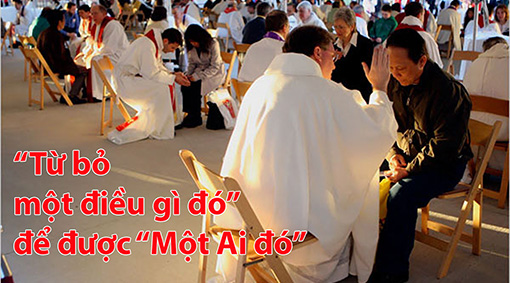 “Từ bỏ
một điều gì đó”
để được “Một Ai đó”